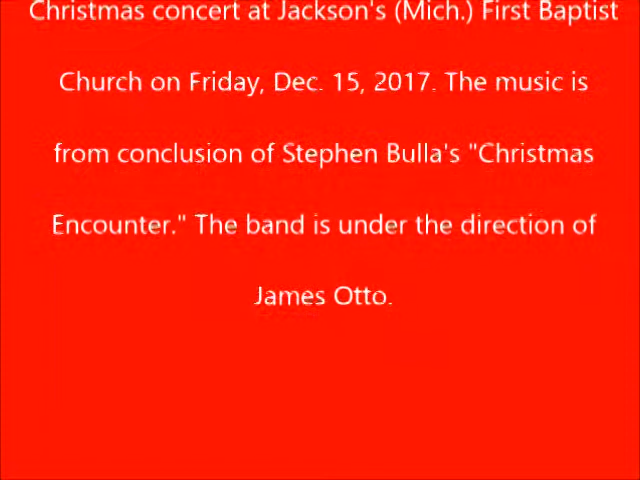 Christmas concert at Jackson's (Mich.) First Baptist
Church on Friday, Dec. 15, 2017. The music is
from conclusion of Stephen Bulla's "Christmas
Encounter." The band is under the direction of
James Otto.